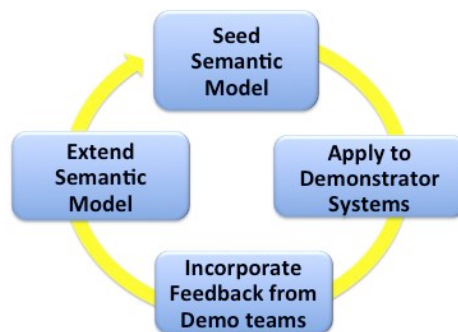 Seed
Semantic
Model
Apply to
Demonstrator
Systems
Incorporate
Feedback from
Demo teams
Extend
Semantic
Model